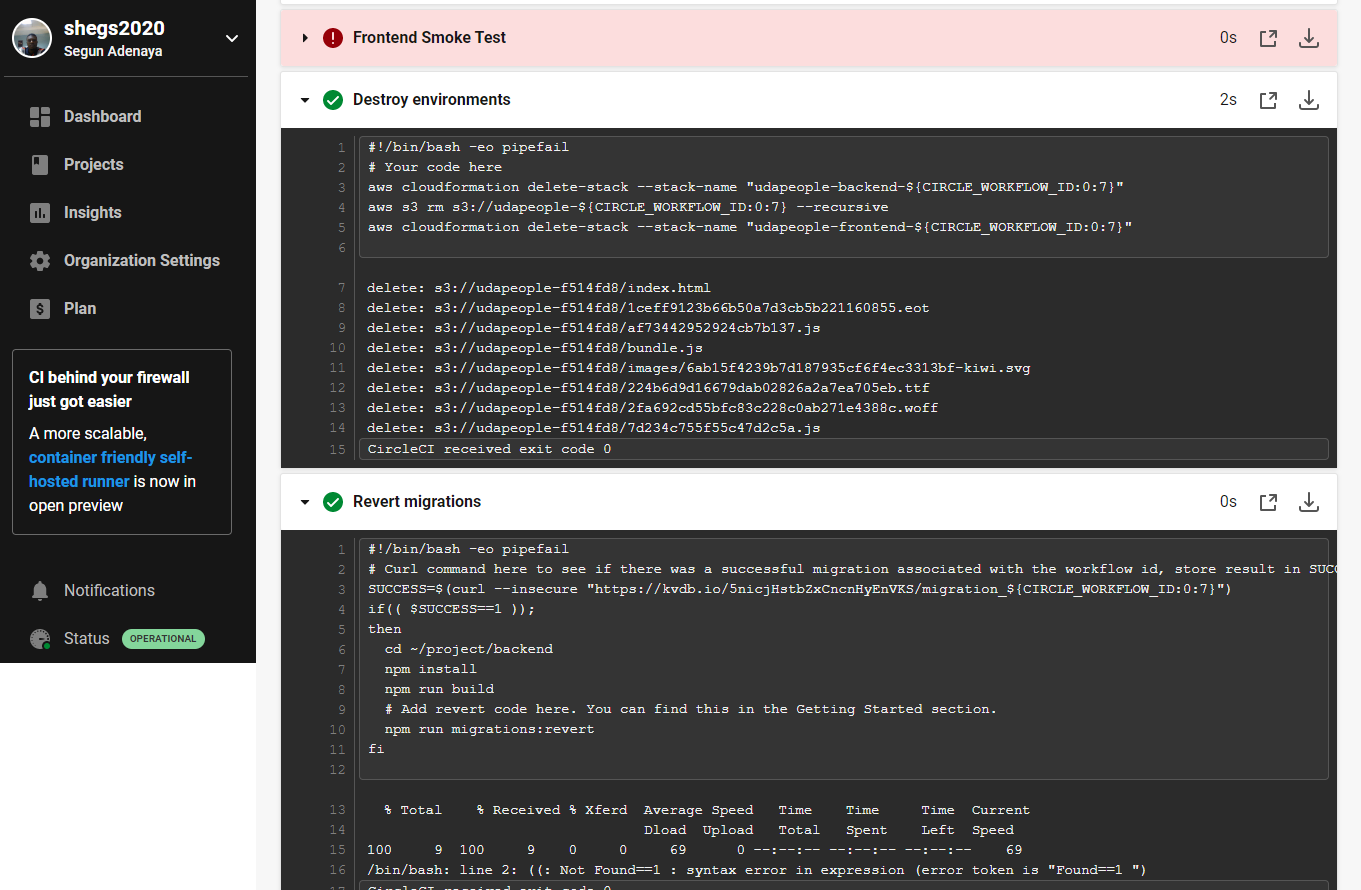 shegs2020
Segun Adenaya
Dashboard
Projects
Insights
Organization Settings
$ Plan
CI behind your firewall
just got easier
A more scalable,
container friendly self-
hosted runner is now in
open preview
Notifications
Status OPERATIONAL
! Frontend Smoke Test 0s
Destroy environments 2s
1 #!/bin/bash -eo pipefail
2 # Your code here
3 aws cloudformation delete-stack --stack-name "udapeople-backend-${CIRCLE_WORKFLOW_ID:0:7}"
4 aws s3 rm s3://udapeople-${CIRCLE_WORKFLOW_ID:0:7} --recursive
5 aws cloudformation delete-stack --stack-name "udapeople-frontend-${CIRCLE_WORKFLOW_ID:0:7}"
6
7 delete: s3://udapeople-f514fd8/index.html
8 delete: s3://udapeople-f514fd8/1ceff9123b66b50a7d3cb5b221160855.eot
9 delete: s3://udapeople-f514fd8/af73442952924cb7b137.js
10 delete: s3://udapeople-f514fd8/bundle.js
11 delete: s3://udapeople-f514fd8/images/6ab15f4239b7d187935cf6f4ec3313bf-kiwi.svg
12 delete: s3://udapeople-f514fd8/224b6d9d16679dab02826a2a7ea705eb.ttf
13 delete: s3://udapeople-f514fd8/2fa692cd55bfc83c228c0ab271e4388c.woff
14 delete: s3://udapeople-f514fd8/7d234c755f55c47d2c5a.js
15 CircleCI received exit code 0
Revert migrations 0s
1 #!/bin/bash -eo pipefail
2 # Curl command here to see if there was a successful migration associated with the workflow id, store result in SUCC
3 SUCCESS=$(curl --insecure "https://kvdb.io/5nicjHstbZxCncnHyEnVKS/migration_${CIRCLE_WORKFLOW_ID:0:7}")
4 if(( $SUCCESS==1 ));
5 then
6 cd ~/project/backend
7 npm install
8 npm run build
9 # Add revert code here. You can find this in the Getting Started section.
10 npm run migrations:revert
11 fi
12
13 % Total % Received % Xferd Average Speed Time Time Time Current
14 Dload Upload Total Spent Left Speed
15 100 9 100 9 0 0 69 0 --:--:-- --:--:-- --:--:-- 69
16 /bin/bash: line 2: ((: Not Found==1 : syntax error in expression (error token is "Found==1 ")
17 CircleCI received exit code 0